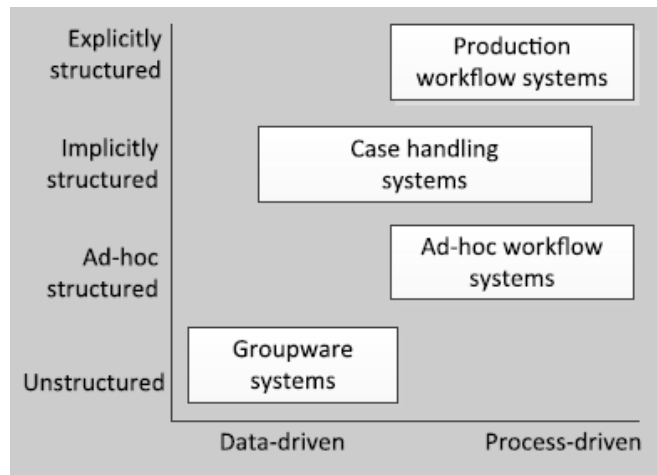 Explicitly
structured
Production
workflow systems
Implicitly
structured
Case handling
systems
Ad-hoc
structured
Ad-hoc workflow
systems
Unstructured
Groupware
systems
Data-driven
Process-driven